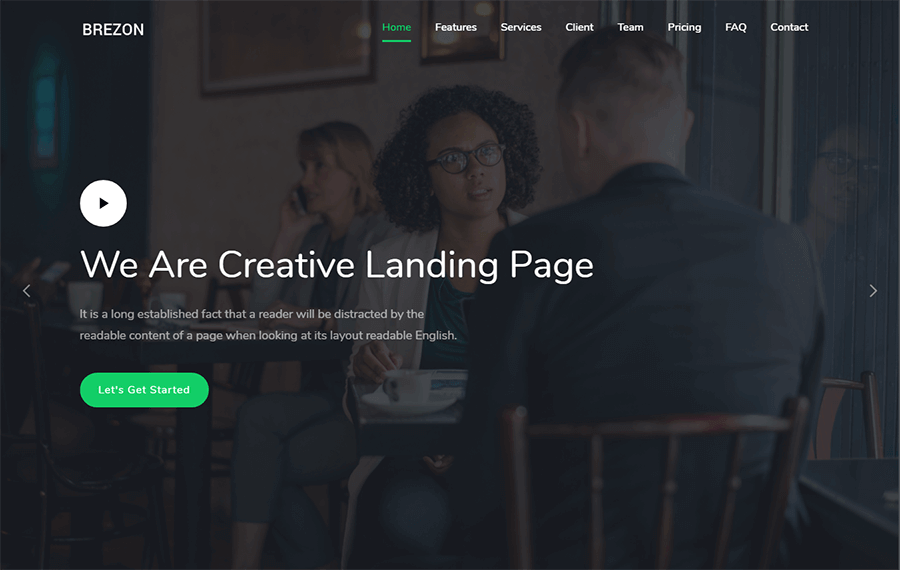 BREZON
Home Features Services Client Team Pricing FAQ Contact
We Are Creative Landing Page
It is a long established fact that a reader will be distracted by the
readable content of a page when looking at its layout readable English.
Let's Get Started